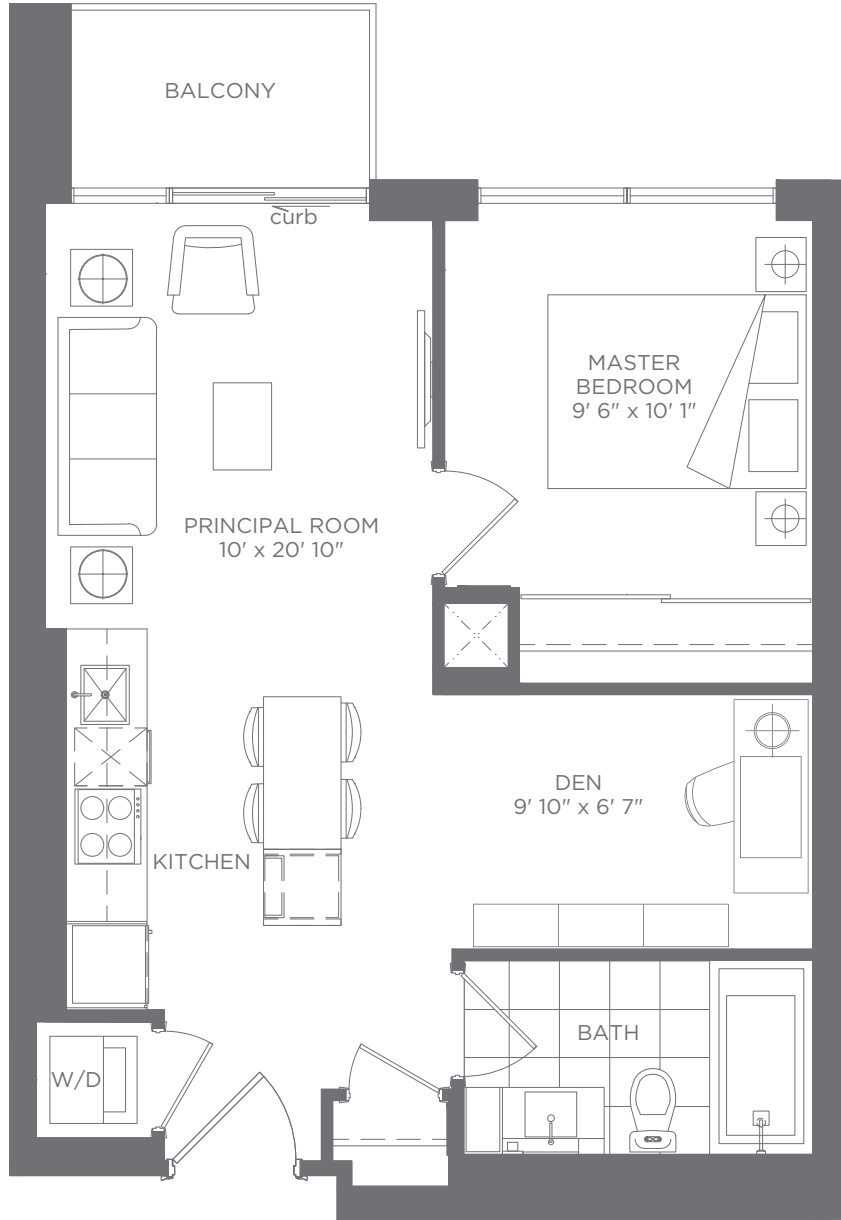 BALCONY
curb
MASTER
BEDROOM
9' 6" x 10' 1"
PRINCIPAL ROOM
10' x 20' 10"
DEN
9' 10" x 6' 7"
KITCHEN
BATH
W/D